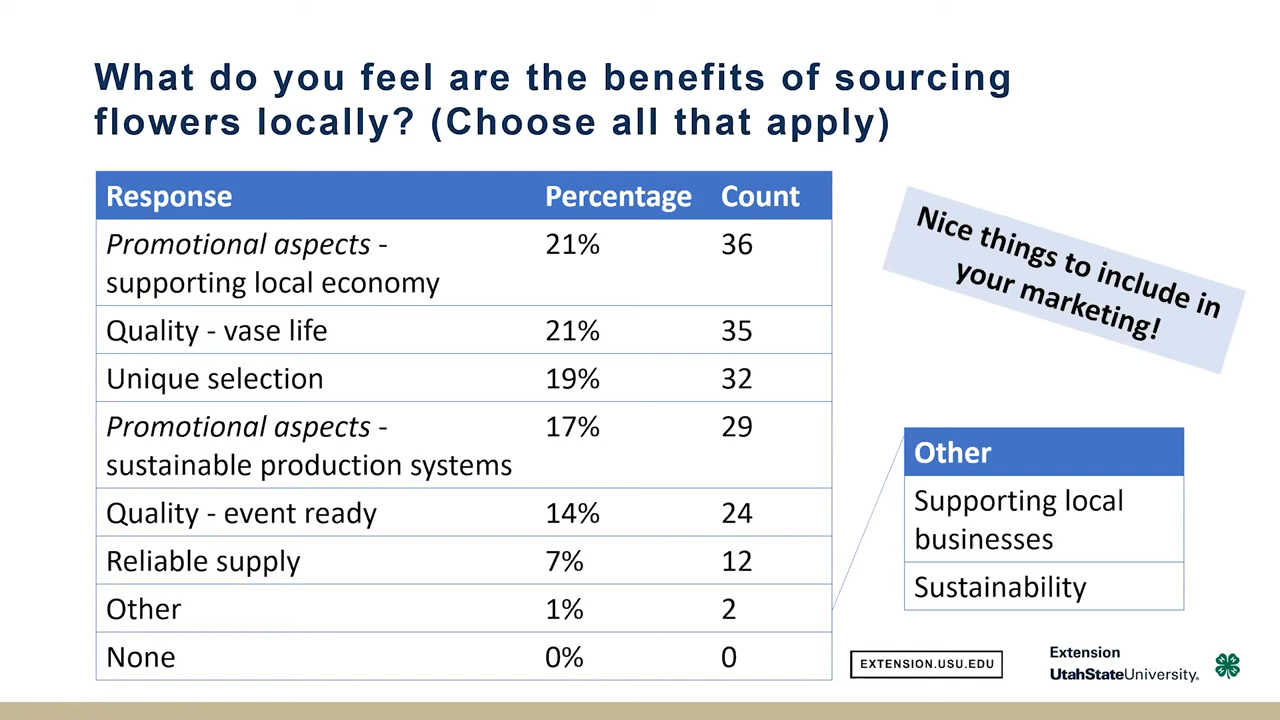 What do you feel are the benefits of sourcing
flowers locally? (Choose all that apply)
Response Percentage Count
Promotional aspects - 21% 36
supporting local economy
Quality - vase life 21% 35
Unique selection 19% 32
Promotional aspects - 17% 29
sustainable production systems
Quality - event ready 14% 24
Reliable supply 7% 12
Other 1% 2
None 0% 0
Nice things to include in
your marketing!
Other
Supporting local
businesses
Sustainability
EXTENSION.USU.EDU
Extension
UtahStateUniversity.